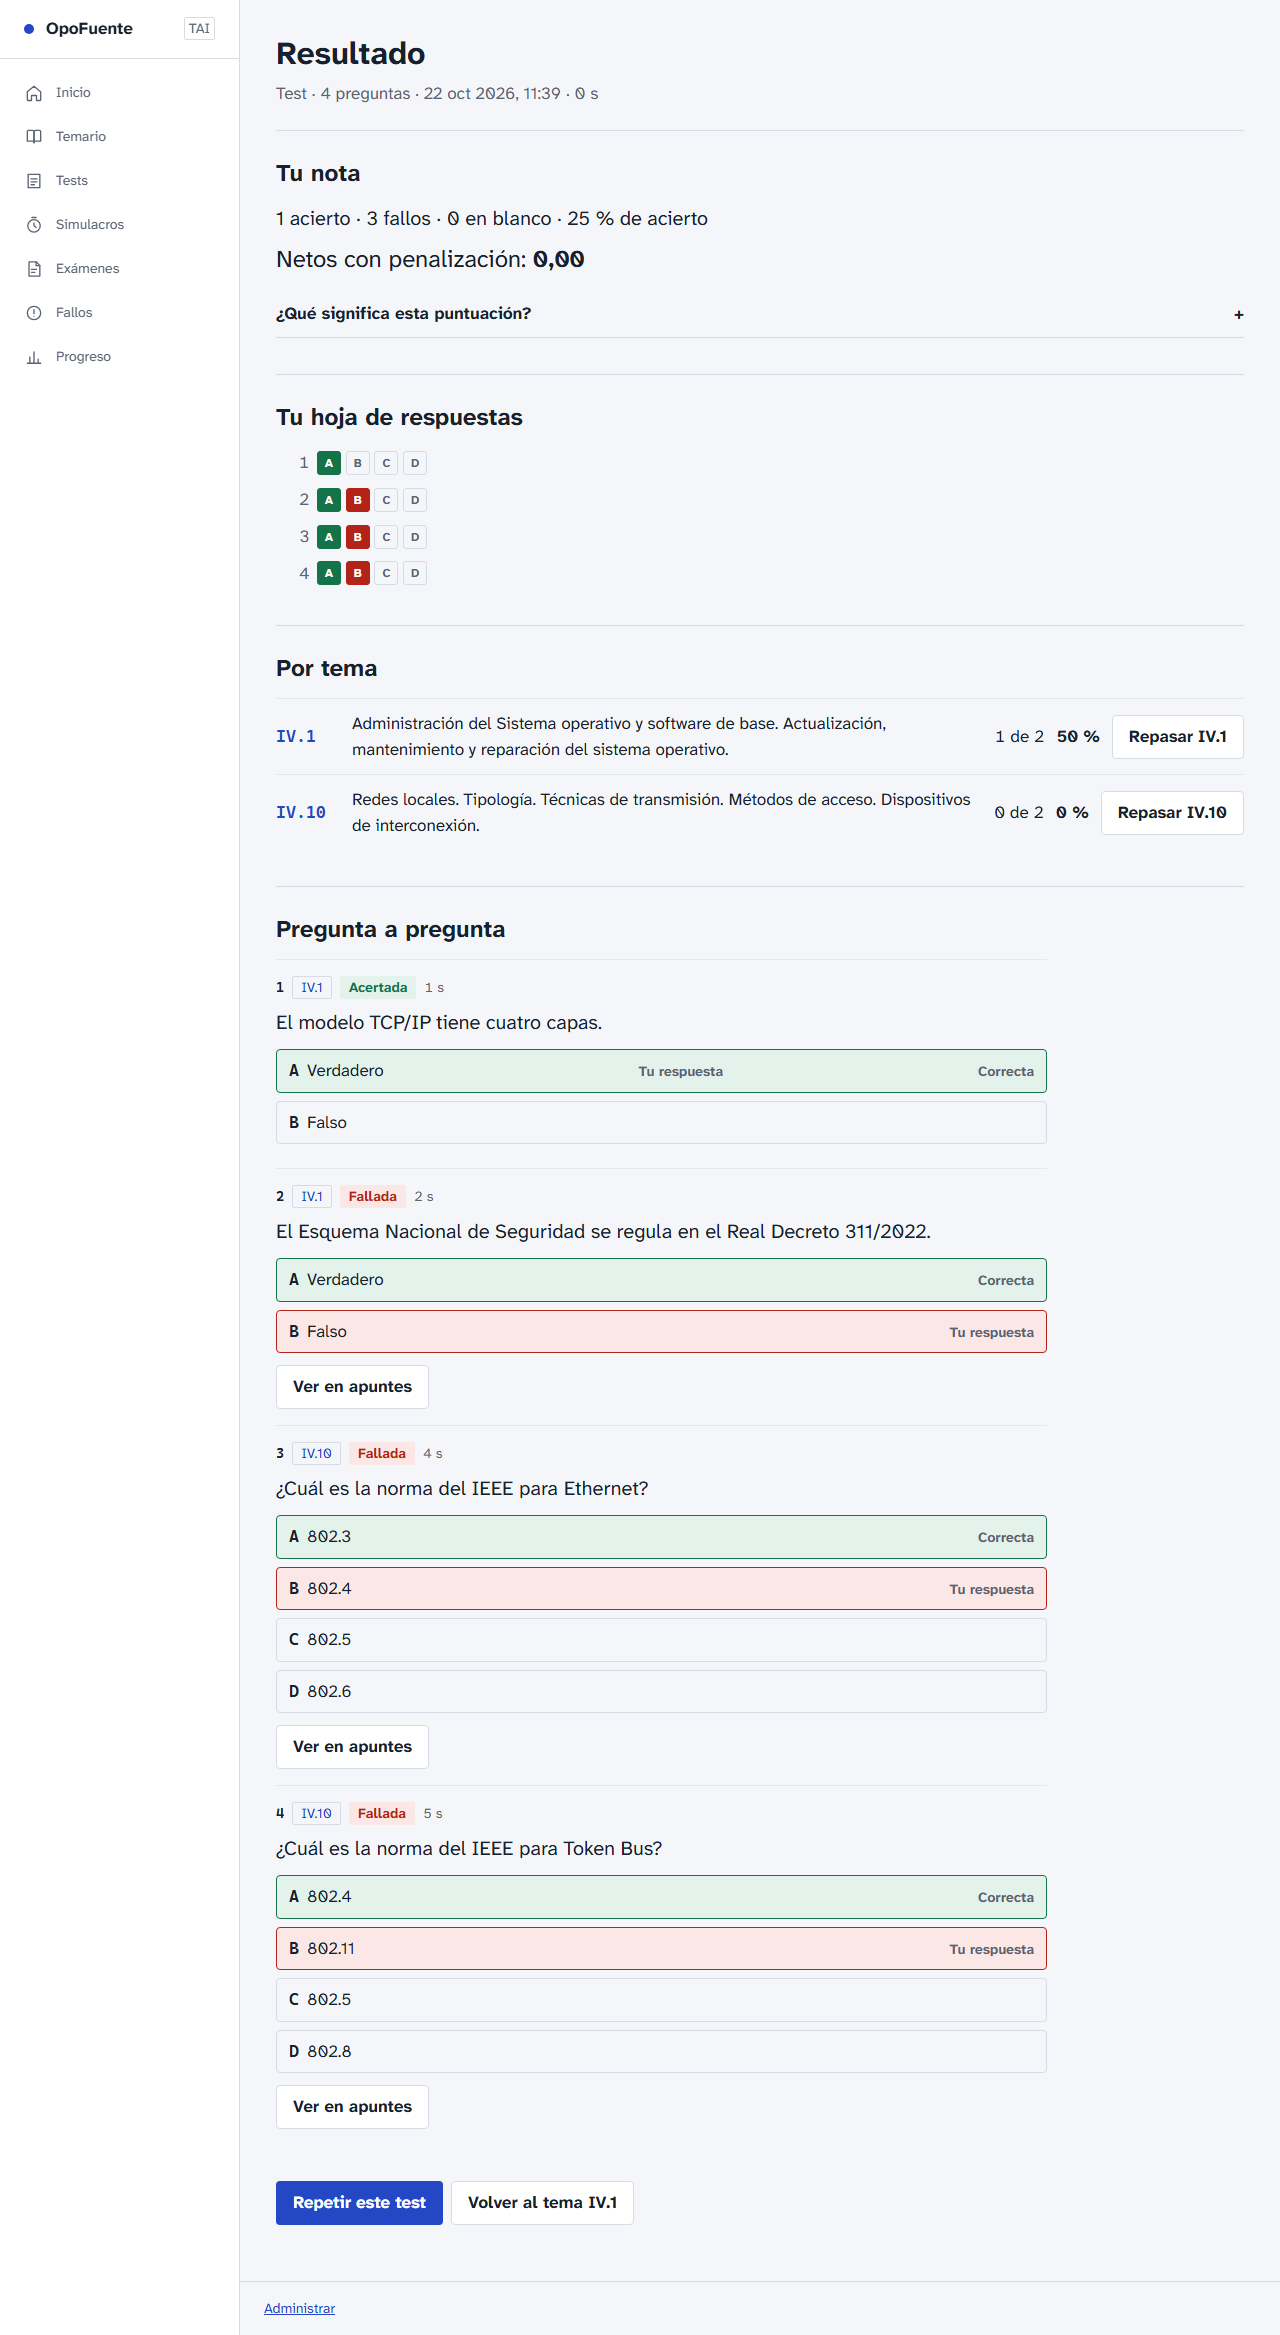 OpoFuente TAI
Inicio
Temario
Tests
Simulacros
Exámenes
Fallos
Progreso
Resultado
Test · 4 preguntas · 22 oct 2026, 11:39 · 0 s
Tu nota
1 acierto · 3 fallos · 0 en blanco · 25 % de acierto
Netos con penalización: 0,00
¿Qué significa esta puntuación? +
Tu hoja de respuestas
1 A B C D
2 A B C D
3 A B C D
4 A B C D
Por tema
IV.1 Administración del Sistema operativo y software de base. Actualización, mantenimiento y reparación del sistema operativo. 1 de 2 50 % Repasar IV.1
IV.10 Redes locales. Tipología. Técnicas de transmisión. Métodos de acceso. Dispositivos de interconexión. 0 de 2 0 % Repasar IV.10
Pregunta a pregunta
1 IV.1 Acertada 1 s
El modelo TCP/IP tiene cuatro capas.
A Verdadero Tu respuesta Correcta
B Falso
2 IV.1 Fallada 2 s
El Esquema Nacional de Seguridad se regula en el Real Decreto 311/2022.
A Verdadero Correcta
B Falso Tu respuesta
Ver en apuntes
3 IV.10 Fallada 4 s
¿Cuál es la norma del IEEE para Ethernet?
A 802.3 Correcta
B 802.4 Tu respuesta
C 802.5
D 802.6
Ver en apuntes
4 IV.10 Fallada 5 s
¿Cuál es la norma del IEEE para Token Bus?
A 802.4 Correcta
B 802.11 Tu respuesta
C 802.5
D 802.8
Ver en apuntes
Repetir este test Volver al tema IV.1
Administrar